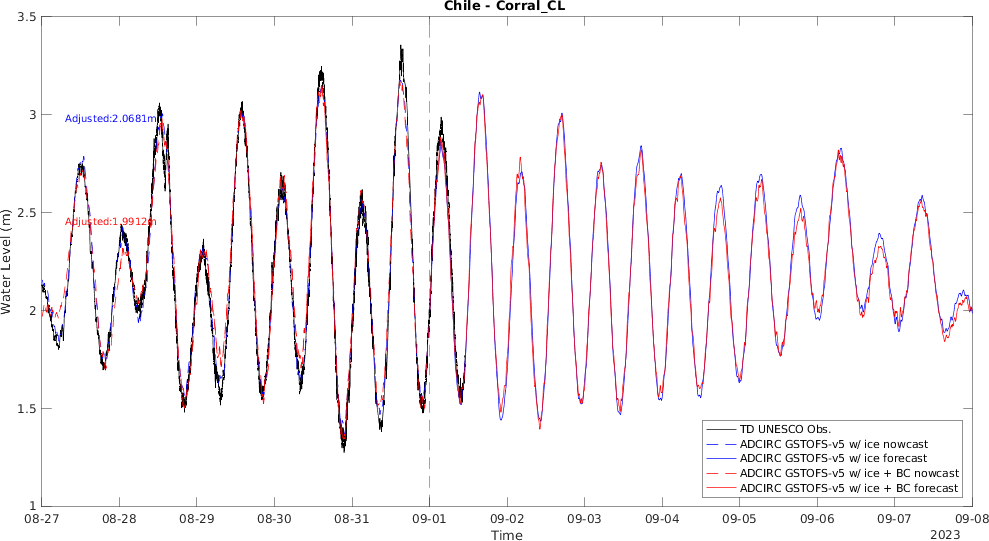 Chile - Corral_CL
3.5
3
2.5
2
1.5
1
Water Level (m)
Adjusted:2.0681m
Adjusted:1.9912m
TD UNESCO Obs.
ADCIRC GSTOFS-v5 w/ ice nowcast
ADCIRC GSTOFS-v5 w/ ice forecast
ADCIRC GSTOFS-v5 w/ ice + BC nowcast
ADCIRC GSTOFS-v5 w/ ice + BC forecast
08-27 08-28 08-29 08-30 08-31 09-01 09-02 09-03 09-04 09-05 09-06 09-07 09-08
Time
2023